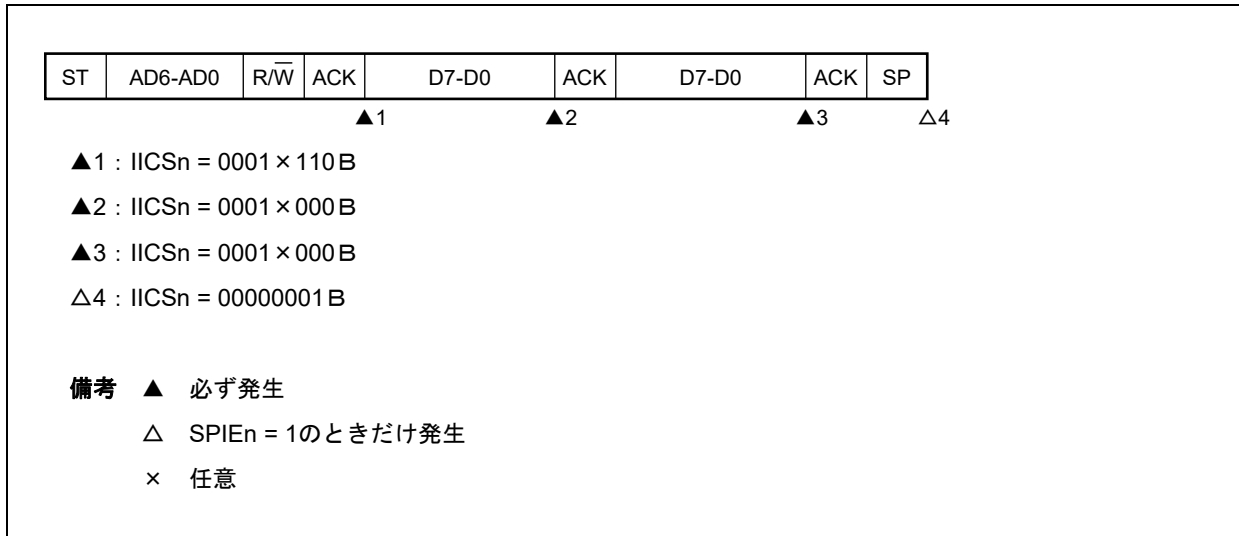 ST AD6-AD0 R/W̅ ACK D7-D0 ACK D7-D0 ACK SP
▲1 ▲2 ▲3 △4
▲1：IICSn = 0001×110B
▲2：IICSn = 0001×000B
▲3：IICSn = 0001×000B
△4：IICSn = 00000001B
備考 ▲ 必ず発生
△ SPIEn = 1のときだけ発生
× 任意